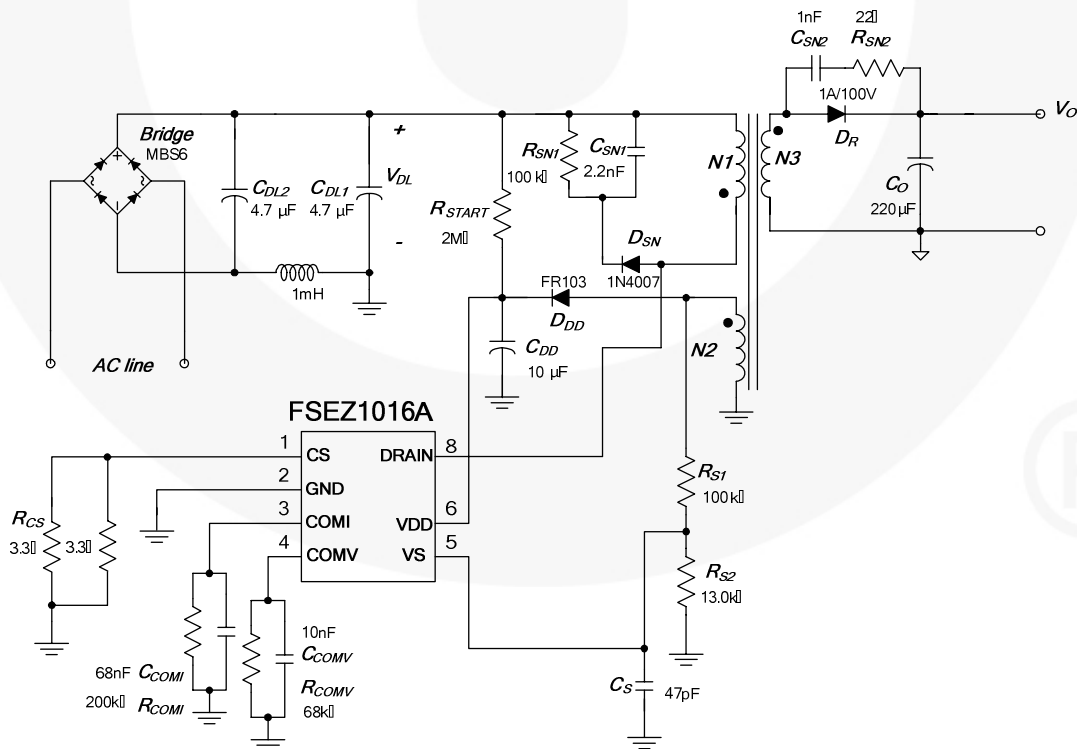 1nF
22▯
CSN2
RSN2
1A/100V
DR
VO
Bridge
MBS6
+
-
~
~
CDL2
4.7 µF
CDL1
4.7 µF
+
VDL
-
1mH
AC line
RSTART
2M▯
RSN1
100 k▯
CSN1
2.2nF
N1
N3
CO
220µF
DSN
1N4007
FR103
DDD
N2
CDD
10 µF
FSEZ1016A
1
CS
2
GND
3
COMI
4
COMV
DRAIN
8
VDD
6
VS
5
RCS
3.3▯
3.3▯
RS1
100k▯
RS2
13.0k▯
CS
47pF
68nF CCOMI
200k▯ RCOMI
10nF
CCOMV
RCOMV
68k▯
R